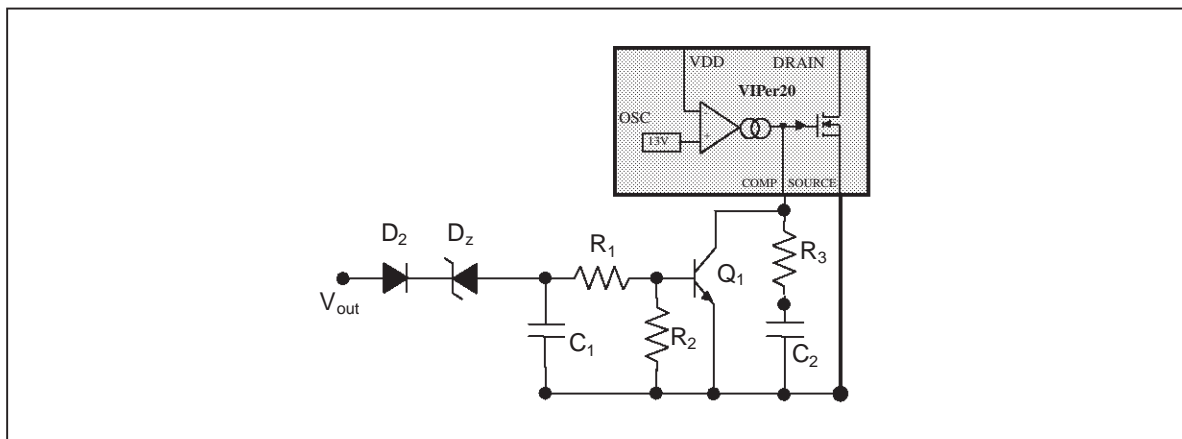 VDD DRAIN
VIPer20
OSC
-
+
13V
COMP SOURCE
D2 Dz R1
R3
Q1
Vout
C1 R2 C2